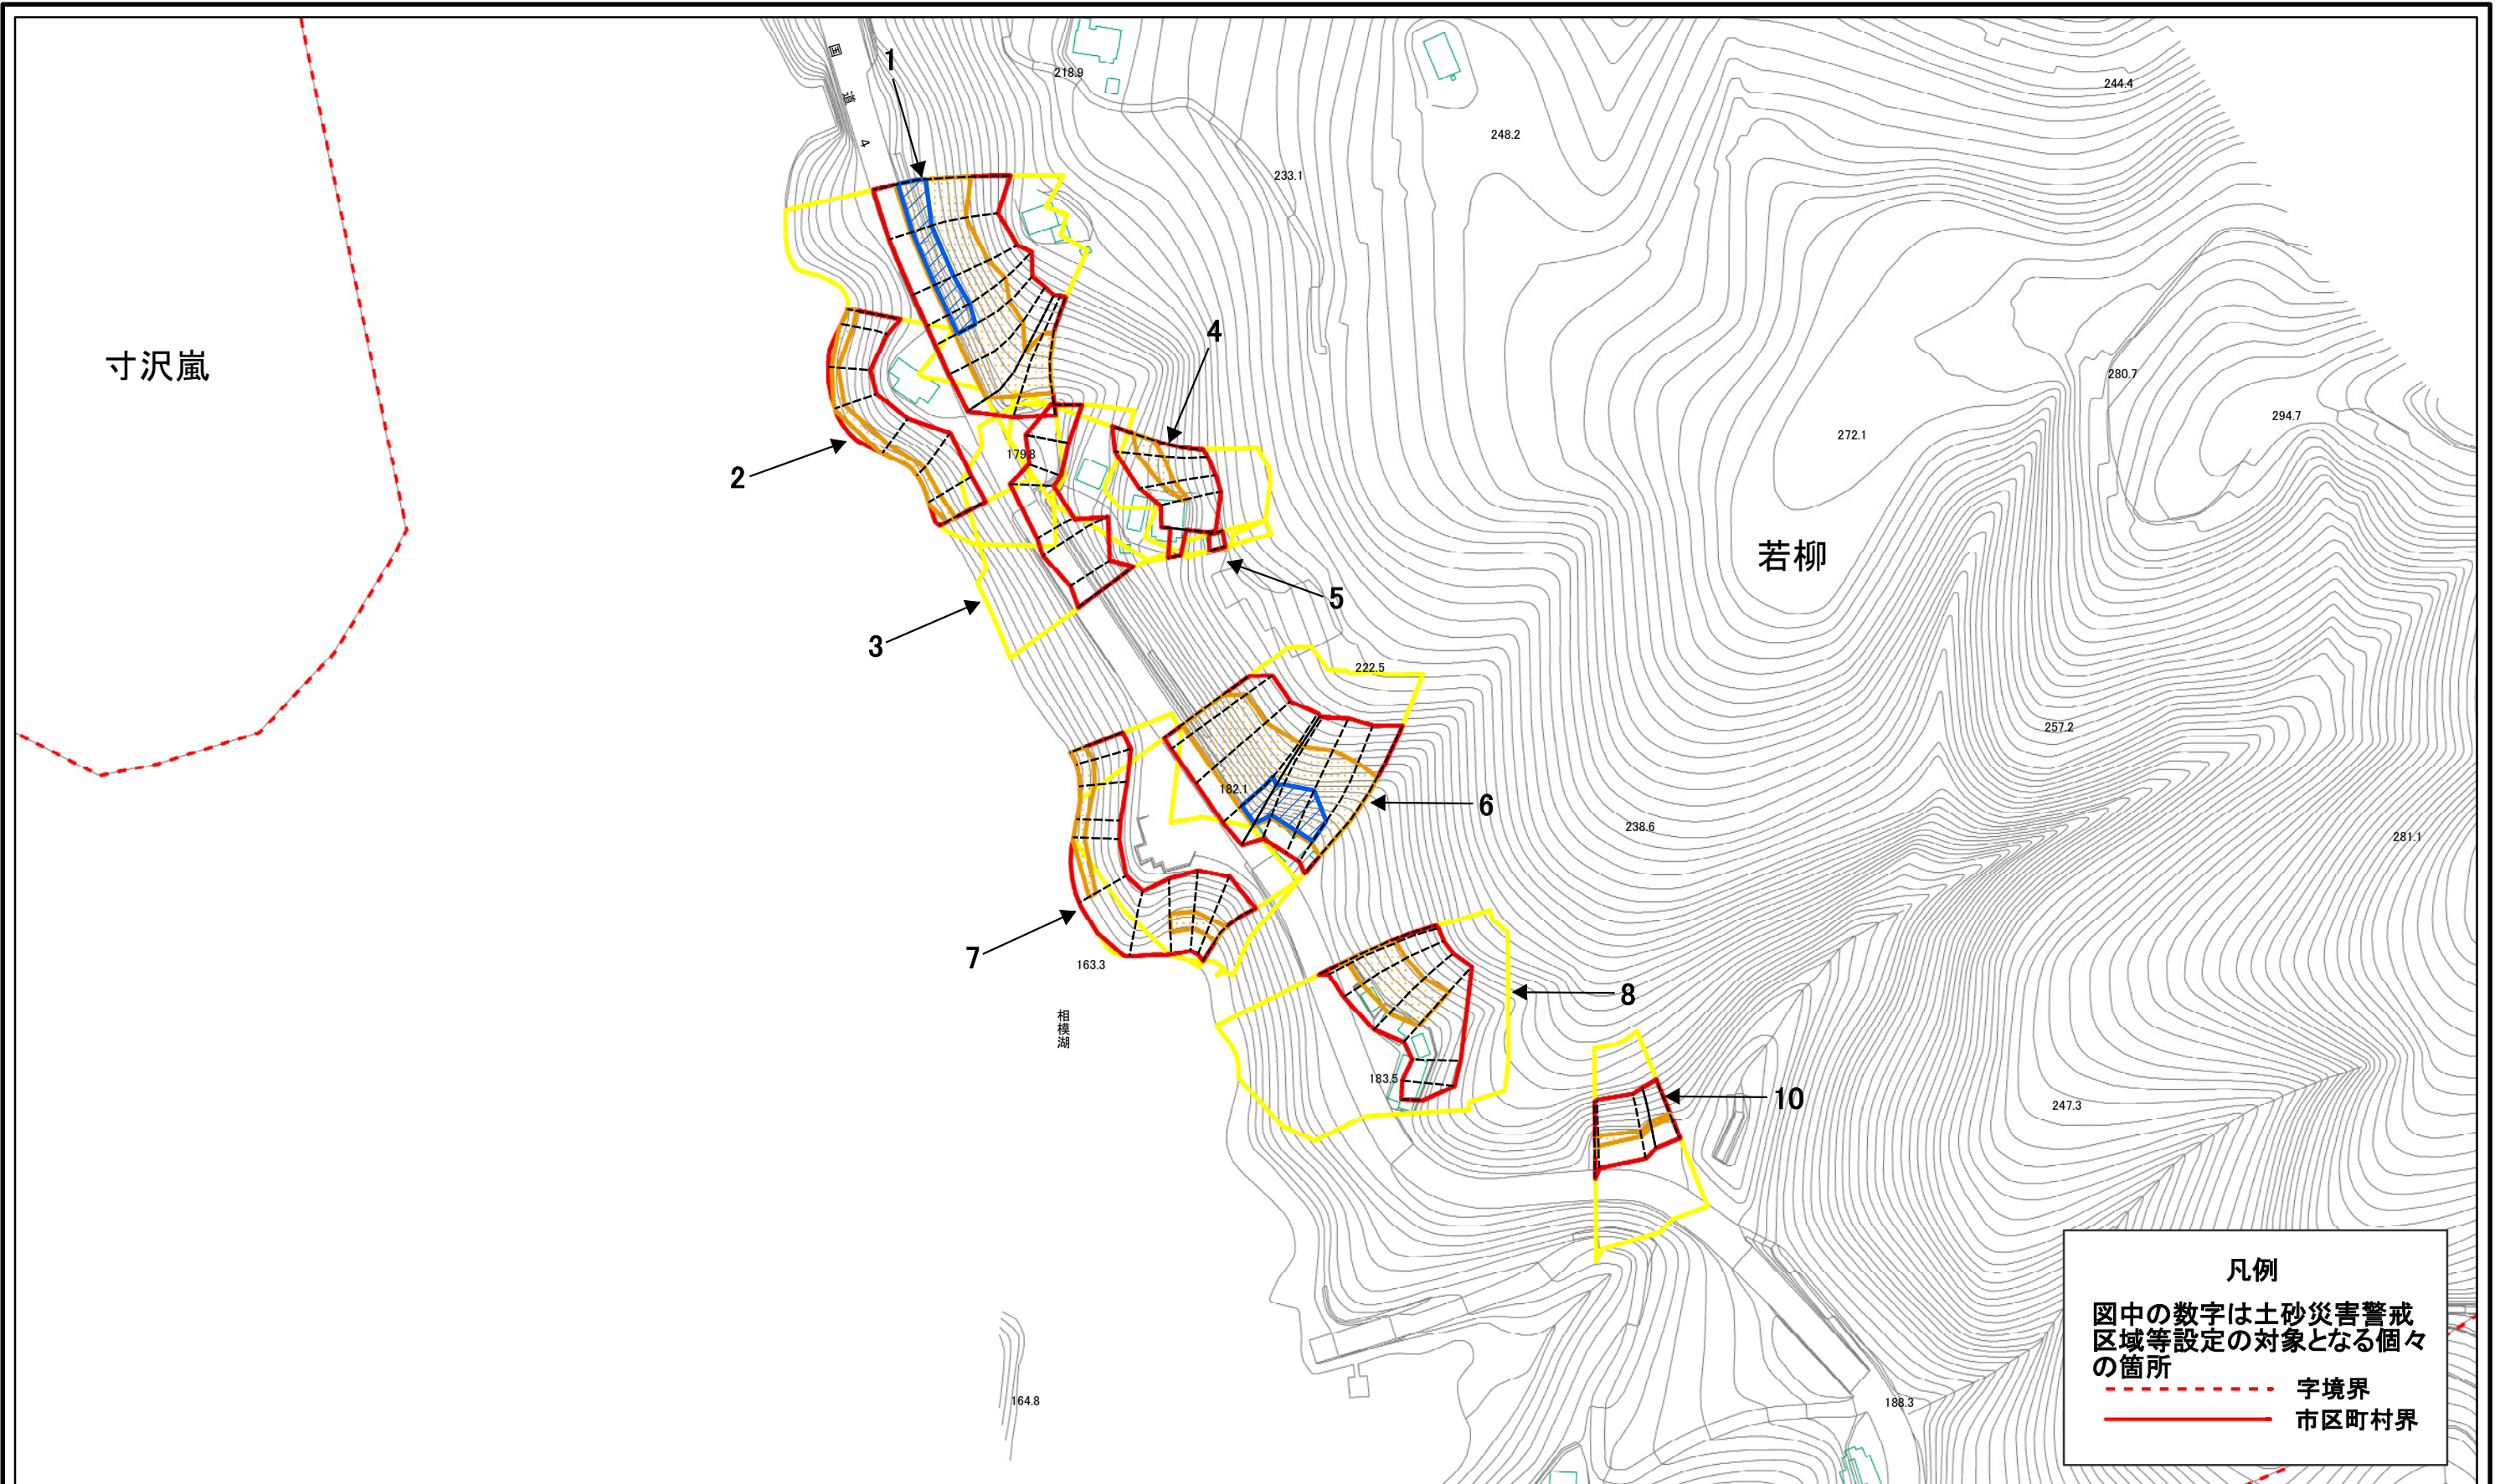 国道4
1
218.9
244.4
248.2
233.1
寸沢嵐
4
280.7
294.7
272.1
2
179.8
若柳
5
3
222.5
257.2
182.1
6
238.6
281.1
7
163.3
8
相模湖
183.5
10
247.3
凡例
図中の数字は土砂災害警戒
区域等設定の対象となる個々
の箇所
字境界
市区町村界
164.8
188.3